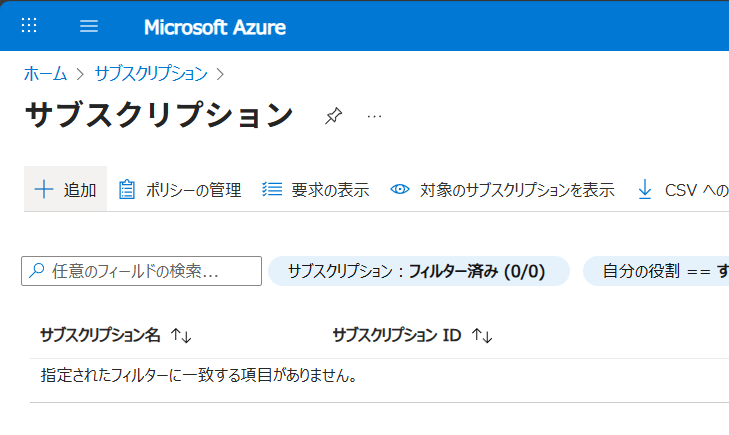 Microsoft Azure
ホーム > サブスクリプション >
サブスクリプション ...
+ 追加 ポリシーの管理 要求の表示 対象のサブスクリプションを表示 CSV への
任意のフィールドの検索... サブスクリプション : フィルター済み (0/0) 自分の役割 == す
サブスクリプション名 ↑↓ サブスクリプション ID ↑↓
指定されたフィルターに一致する項目がありません。